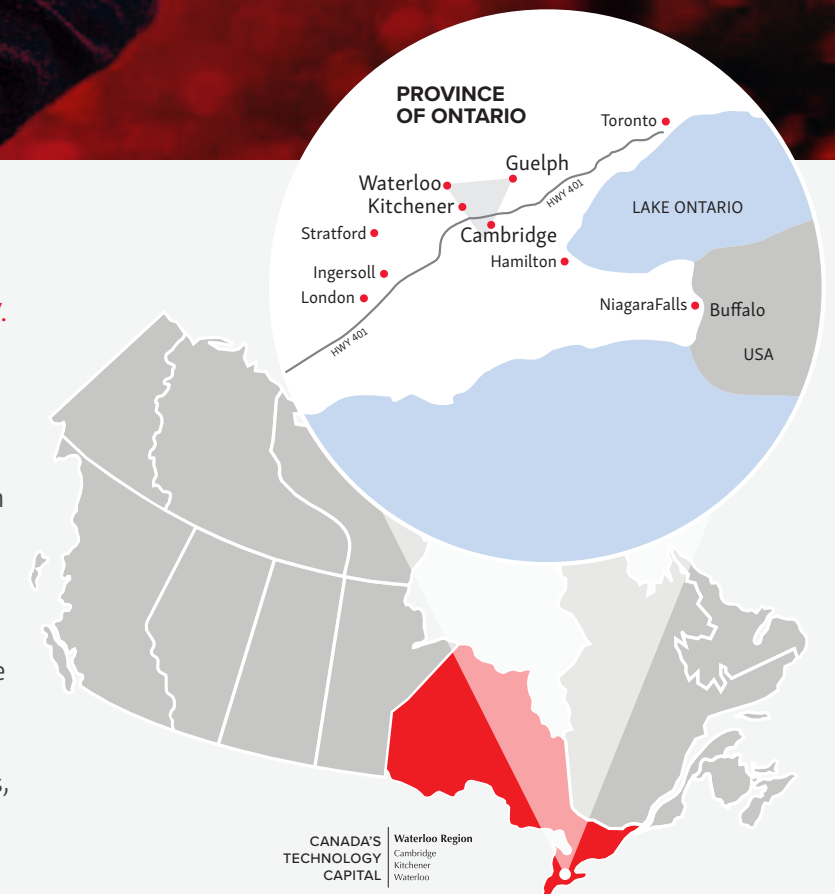 PROVINCE
OF ONTARIO
Toronto
Guelph
Waterloo
HWY 401
Kitchener
LAKE ONTARIO
Stratford
Cambridge
Hamilton
Ingersoll
London
NiagaraFalls
Buffalo
HWY 401
USA
y.
n
e
s,
CANADA'S
TECHNOLOGY
CAPITAL
Waterloo Region
Cambridge
Kitchener
Waterloo